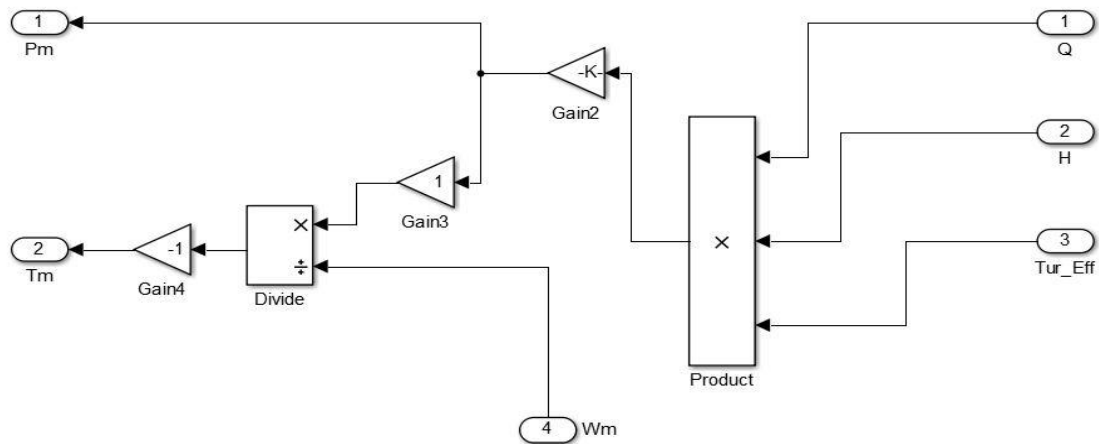 1
Pm
1
Q
-K-
Gain2
2
H
1
Gain3
×
÷
Divide
-1
Gain4
2
Tm
×
Product
3
Tur_Eff
4
Wm